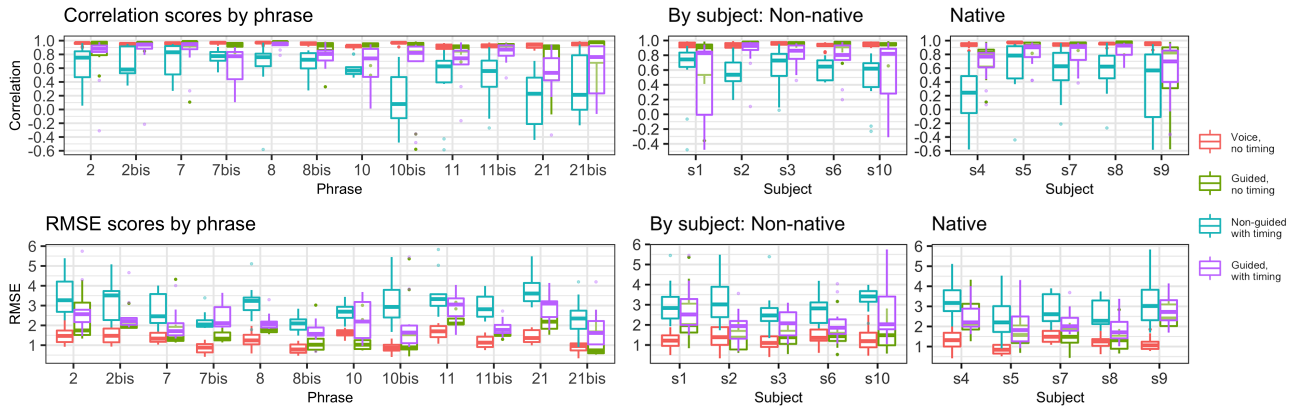 Correlation scores by phrase
By subject: Non-native
Native
Correlation
1.0
0.8
0.6
0.4
0.2
0.0
-0.2
-0.4
-0.6
2 2bis 7 7bis 8 8bis 10 10bis 11 11bis 21 21bis
Phrase
1.0
0.8
0.6
0.4
0.2
0.0
-0.2
-0.4
s1 s2 s3 s6 s10
Subject
1.0
0.8
0.6
0.4
0.2
0.0
-0.2
-0.4
-0.6
s4 s5 s7 s8 s9
Subject
Voice,
no timing
Guided,
no timing
Non-guided
with timing
Guided,
with timing
RMSE scores by phrase
By subject: Non-native
Native
RMSE
6
5
4
3
2
1
2 2bis 7 7bis 8 8bis 10 10bis 11 11bis 21 21bis
Phrase
6
5
4
3
2
1
s1 s2 s3 s6 s10
Subject
6
5
4
3
2
1
s4 s5 s7 s8 s9
Subject